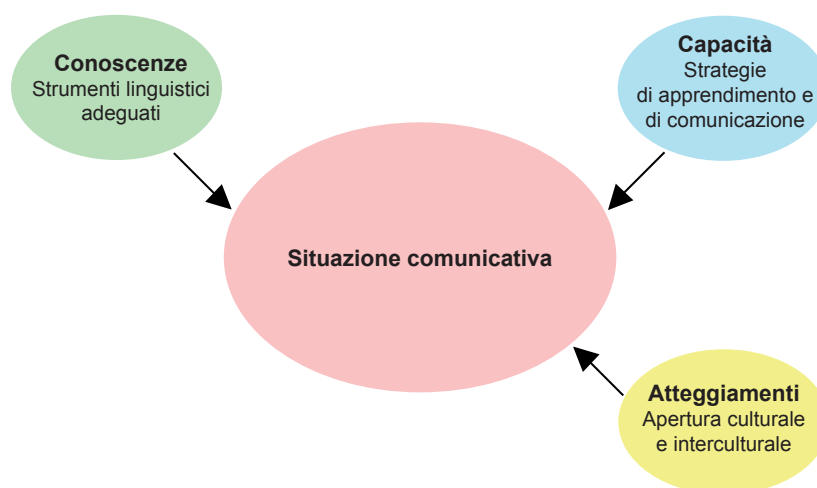 Conoscenze
Strumenti linguistici
adeguati
Capacità
Strategie
di apprendimento e
di comunicazione
Situazione comunicativa
Atteggiamenti
Apertura culturale
e interculturale